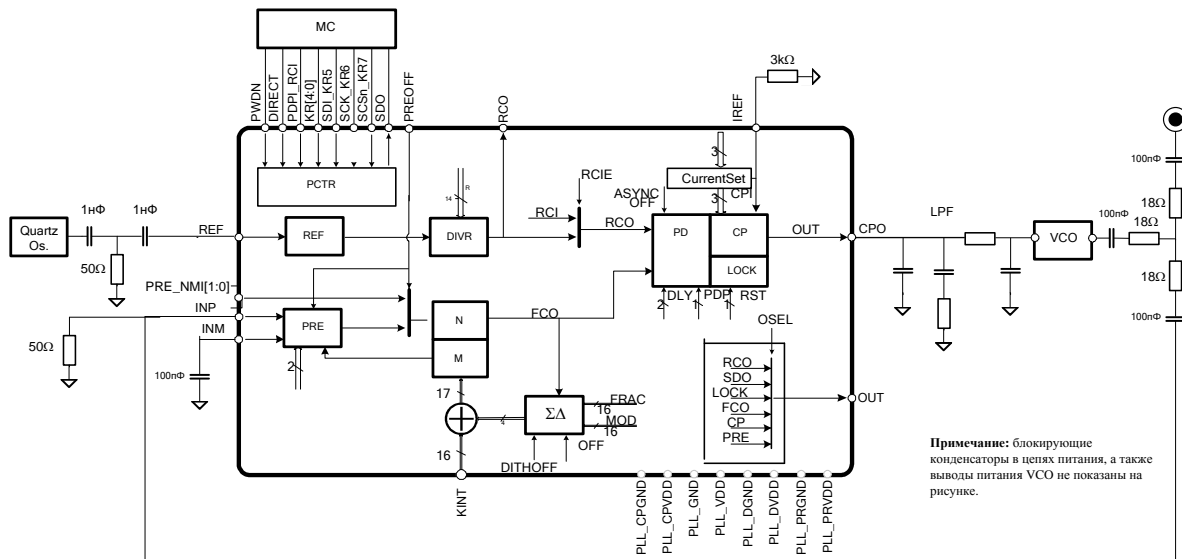 MC
PWDN
DIRECT
PDPI_RCI
KR[4:0]
SDI_KR5
SCK_KR6
SCSn_KR7
SDO
PREOFF
RCO
IREF
3kΩ
PCTR
14
R
RCIE
ASYNC
OFF
3
CurrentSet
3
CPI
100пФ
1нФ
1нФ
Quartz
Os.
REF
REF
DIVR
RCI
RCO
PD
CP
LOCK
OUT
CPO
LPF
VCO
100пФ
18Ω
18Ω
18Ω
100пФ
50Ω
PRE_NMI[1:0]
INP
INM
50Ω
100пФ
PRE
2
N
M
FCO
2
DLY
1
PDP
1
RST
OSEL
RCO
SDO
LOCK
FCO
CP
PRE
OUT
17
16
4
ΣΔ
FRAC
16
MOD
16
OFF
DITHOFF
KINT
PLL_CPGND
PLL_CPVDD
PLL_GND
PLL_VDD
PLL_DGND
PLL_DVDD
PLL_PRGND
PLL_PRVDD
Примечание: блокирующие
конденсаторы в цепях питания, а также
выводы питания VCO не показаны на
рисунке.